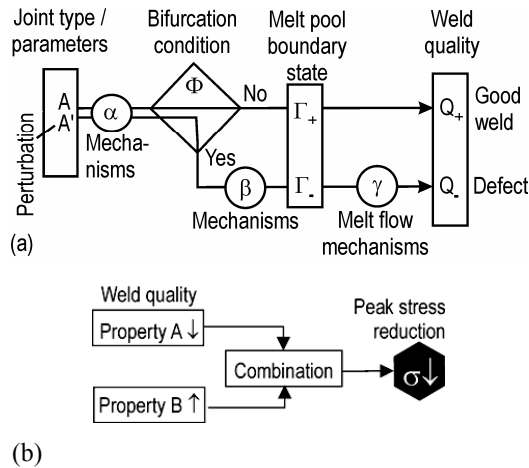 Joint type /
parameters
Bifurcation
condition
Melt pool
boundary
state
Weld
quality
A
A'
Perturbation
α
Mecha-
nisms
Φ
No
Yes
β
Mechanisms
Γ+
Γ-
γ
Melt flow
mechanisms
Q+
Q-
Good
weld
Defect
(a)
Weld quality
Property A ↓
Property B ↑
Combination
Peak stress
reduction
σ↓
(b)